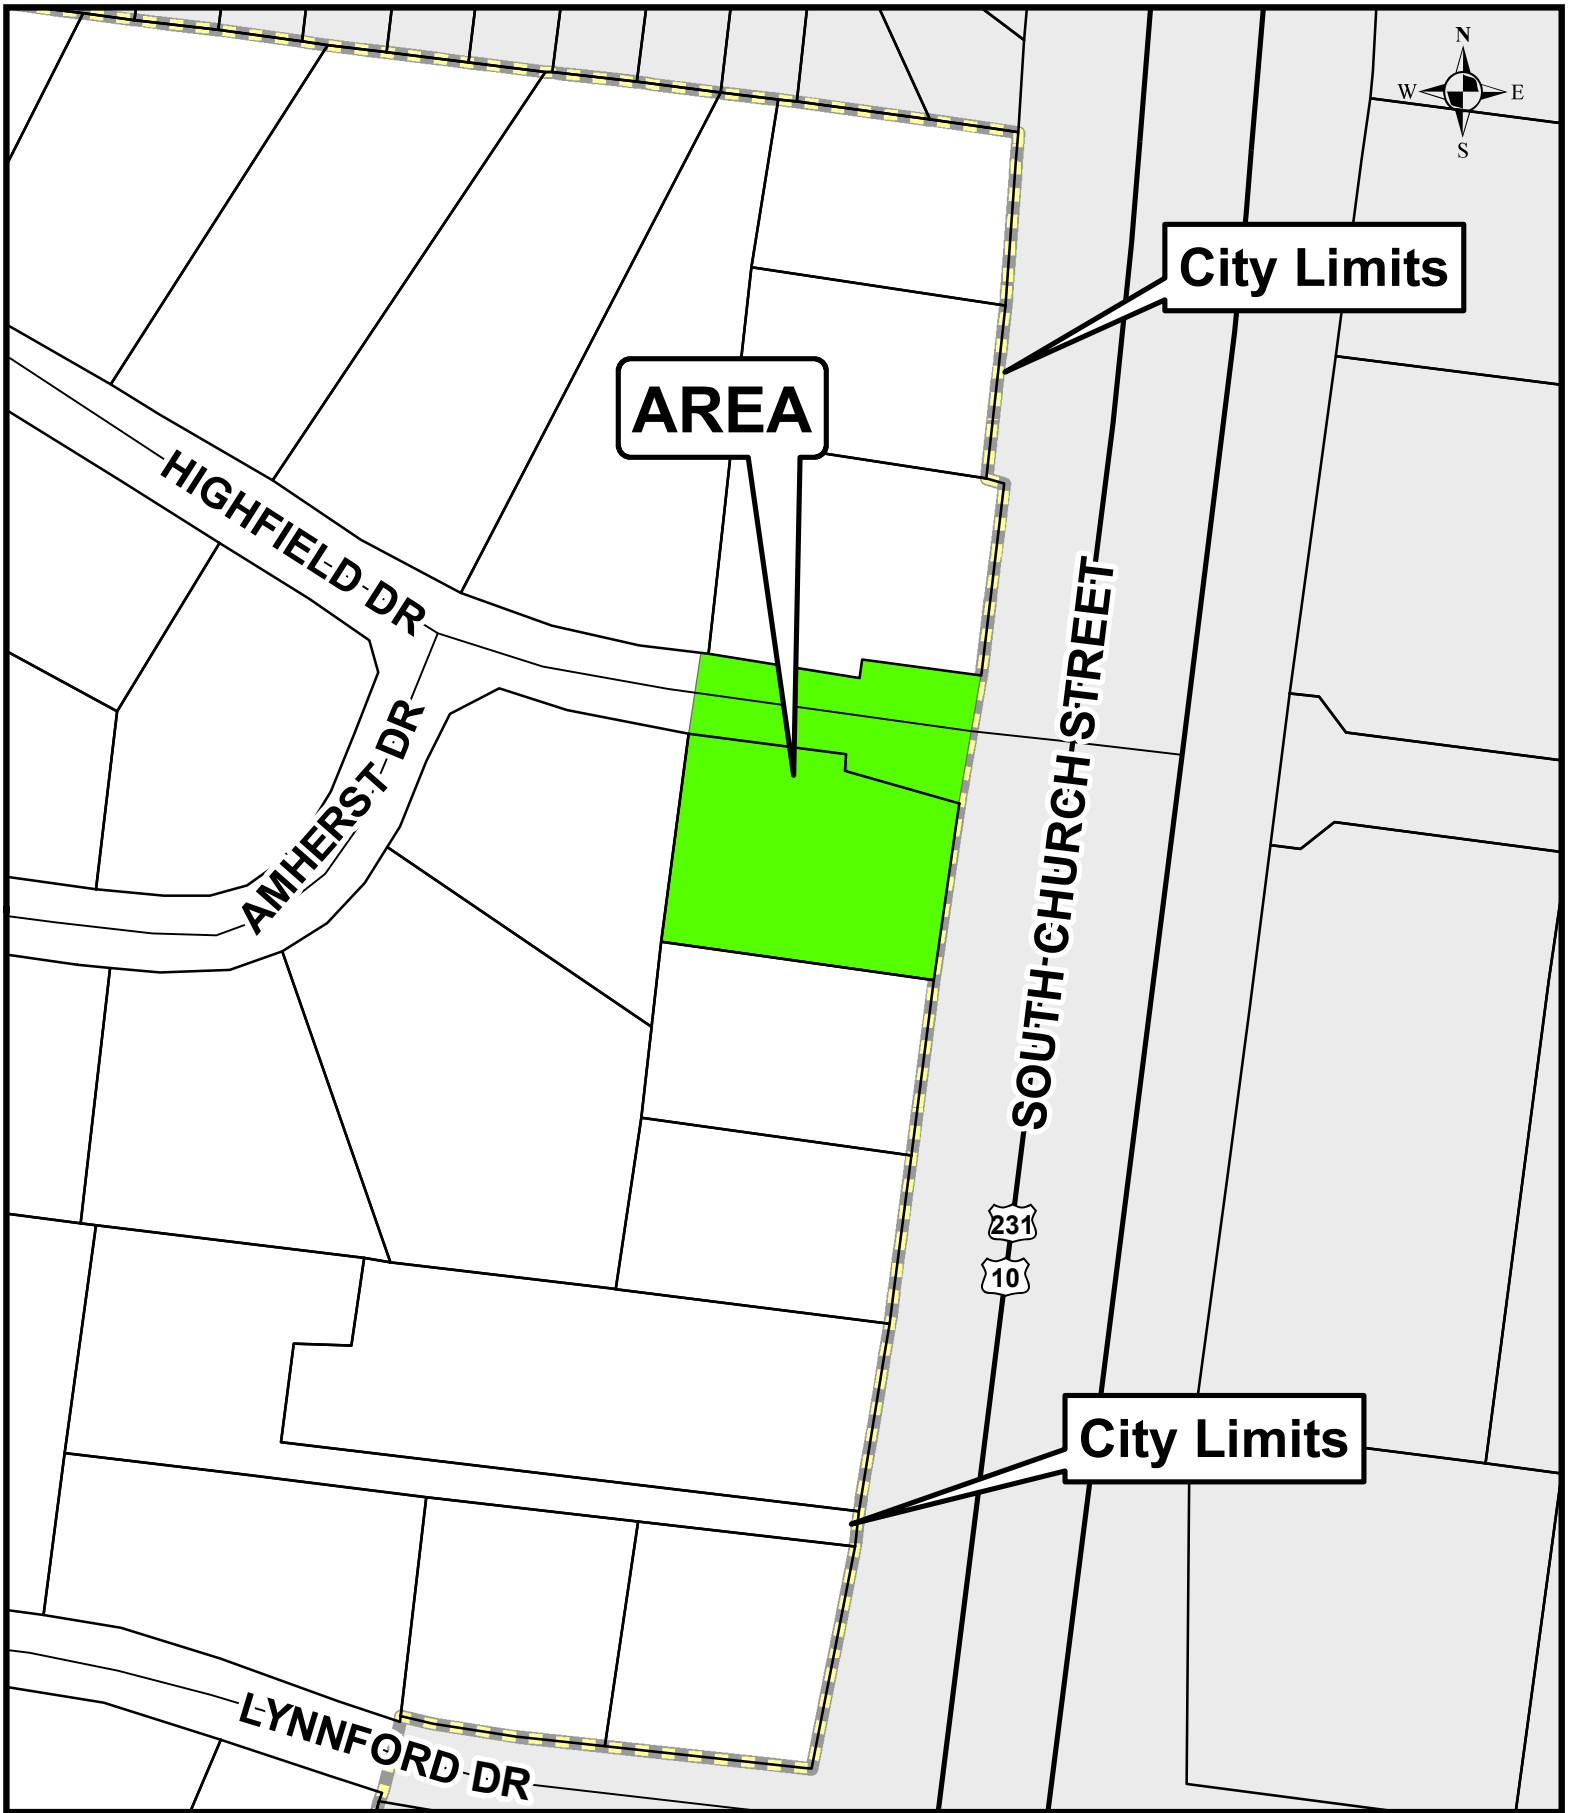 N
W E
S
City Limits
AREA
HIGHFIELD DR
SOUTH CHURCH STREET
AMHERST DR
231
10
City Limits
LYNNFORD DR